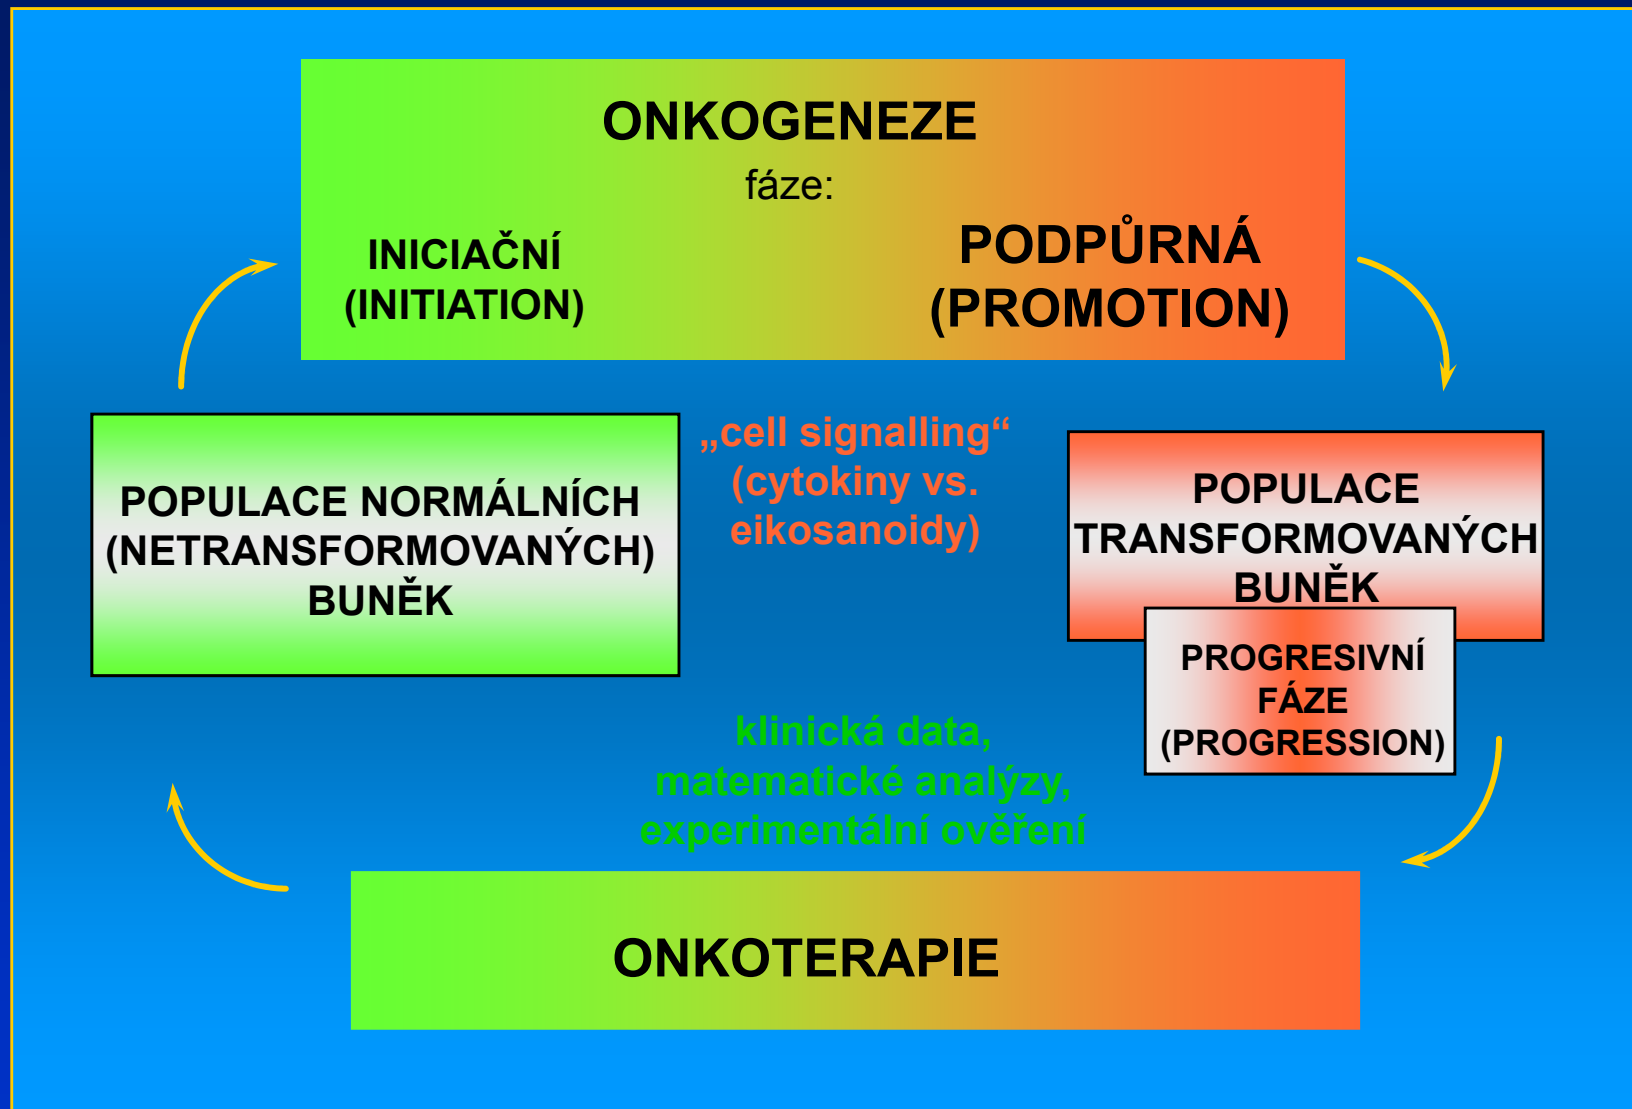 ONKOGENEZE
fáze:
INICIAČNÍ
(INITIATION)
PODPŮRNÁ
(PROMOTION)
POPULACE NORMÁLNÍCH
(NETRANSFORMOVANÝCH)
BUNĚK
„cell signalling“
(cytokiny vs.
eikosanoidy)
POPULACE
TRANSFORMOVANÝCH
BUNĚK
PROGRESIVNÍ
FÁZE
(PROGRESSION)
klinická data,
matematické analýzy,
experimentální ověření
ONKOTERAPIE